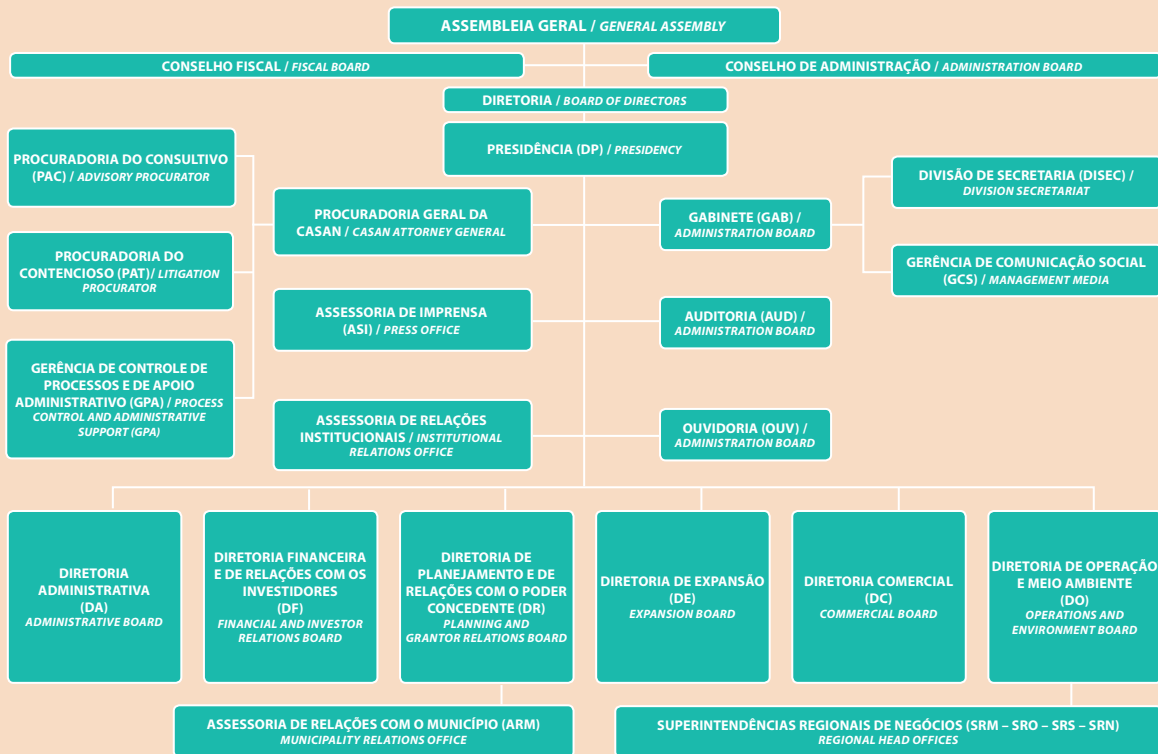 ASSEMBLEIA GERAL / GENERAL ASSEMBLY
CONSELHO FISCAL / FISCAL BOARD
CONSELHO DE ADMINISTRAÇÃO / ADMINISTRATION BOARD
DIRETORIA / BOARD OF DIRECTORS
PRESIDÊNCIA (DP) / PRESIDENCY
PROCURADORIA DO CONSULTIVO
(PAC) / ADVISORY PROCURATOR
PROCURADORIA DO
CONTENCIOSO (PAT)/ LITIGATION
PROCURATOR
GERÊNCIA DE CONTROLE DE
PROCESSOS E DE APOIO
ADMINISTRATIVO (GPA) / PROCESS
CONTROL AND ADMINISTRATIVE
SUPPORT (GPA)
PROCURADORIA GERAL DA
CASAN / CASAN ATTORNEY GENERAL
ASSESSORIA DE IMPRENSA
(ASI) / PRESS OFFICE
ASSESSORIA DE RELAÇÕES
INSTITUCIONAIS / INSTITUTIONAL
RELATIONS OFFICE
GABINETE (GAB) /
ADMINISTRATION BOARD
AUDITORIA (AUD) /
ADMINISTRATION BOARD
OUVIDORIA (OUV) /
ADMINISTRATION BOARD
DIVISÃO DE SECRETARIA (DISEC) /
DIVISION SECRETARIAT
GERÊNCIA DE COMUNICAÇÃO SOCIAL
(GCS) / MANAGEMENT MEDIA
DIRETORIA
ADMINISTRATIVA
(DA)
ADMINISTRATIVE BOARD
DIRETORIA FINANCEIRA
E DE RELAÇÕES COM OS
INVESTIDORES
(DF)
FINANCIAL AND INVESTOR
RELATIONS BOARD
DIRETORIA DE
PLANEJAMENTO E DE
RELAÇÕES COM O PODER
CONCEDENTE (DR)
PLANNING AND
GRANTOR RELATIONS BOARD
DIRETORIA DE EXPANSÃO
(DE)
EXPANSION BOARD
DIRETORIA COMERCIAL
(DC)
COMMERCIAL BOARD
DIRETORIA DE OPERAÇÃO
E MEIO AMBIENTE
(DO)
OPERATIONS AND
ENVIRONMENT BOARD
ASSESSORIA DE RELAÇÕES COM O MUNICÍPIO (ARM)
MUNICIPALITY RELATIONS OFFICE
SUPERINTENDÊNCIAS REGIONAIS DE NEGÓCIOS (SRM – SRO – SRS – SRN)
REGIONAL HEAD OFFICES